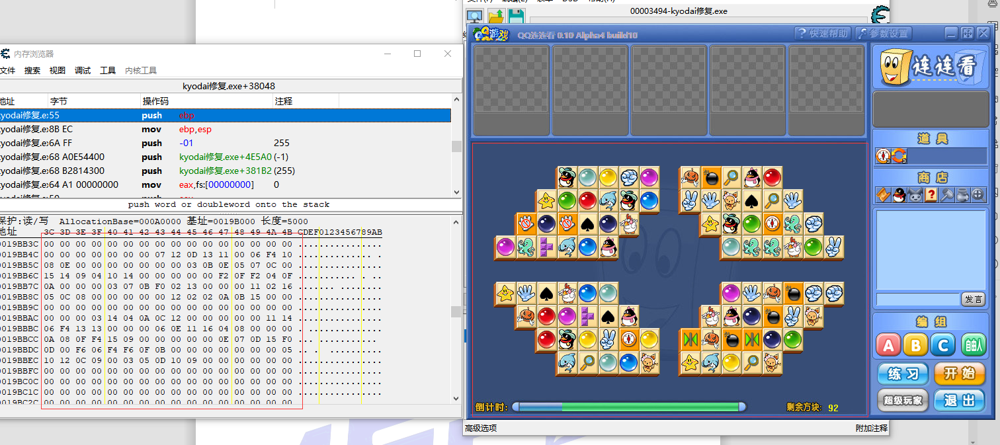 00003494-kyodai修复.exe
内存浏览器
文件 搜索 视图 调试 工具 内核工具
kyodai修复.exe+38048
地址 字节 操作码 注释
kyodai修复.e:55 push ebp
kyodai修复.e:8B EC mov ebp,esp
kyodai修复.e:6A FF push -01 255
kyodai修复.e:68 A0E54400 push kyodai修复.exe+4E5A0 (-1)
kyodai修复.e:68 B2814300 push kyodai修复.exe+381B2 (255)
kyodai修复.e:64 A1 00000000 mov eax,fs:[00000000] 0
push word or doubleword onto the stack
保护:读/写 AllocationBase=000A0000 基址=0019B000 长度=5000
地址 3C 3D 3E 3F 40 41 42 43 44 45 46 47 48 49 4A 4B CDEF0123456789AB
0019BB3C 00 00 00 00 00 00 00 00 00 00 00 00 00 00 00 00
0019BB4C 00 00 00 00 00 00 00 07 12 0D 13 11 00 06 F4 10
0019BB5C 08 0E 00 00 00 00 00 00 00 03 0B 0E 05 07 0C 00
0019BB6C 15 14 09 04 10 14 00 00 00 00 00 F2 0F F2 04 0F
0019BB7C 0A 00 00 00 03 07 0B F0 02 13 00 00 00 11 02 16
0019BB8C 05 0C 08 00 00 00 00 00 12 02 02 0A 0B 15 00 00
0019BB9C 00 00 00 00 00 00 00 00 00 00 00 00 00 00 00 00
0019BBAC 00 00 00 03 14 04 0A 0C 12 00 00 00 00 00 11 14
0019BBBC 06 F4 13 13 00 00 00 06 0E 11 16 04 08 00 00 00
0019BBCC 0A 08 0F F4 15 09 00 00 00 00 00 0E 07 0D 15 F0
0019BBDC 0D 00 F6 06 F4 F6 0F 0B 00 00 00 00 00 00 00 05
0019BBEC 10 12 0C 09 00 03 05 0D 10 09 00 00 00 00 00 00
0019BBFC 00 00 00 00 00 00 00 00 00 00 00 00 00 00 00 00
0019BC0C 00 00 00 00 00 00 00 00 00 00 00 00 00 00 00 00
0019BC1C 00 00 00 00 00 00 00 00 00 00 00 00 00 00 00 00
0019BC2C 00 00 00 00 00 00 00 00 00 00 00 00 00 00 00 00
QQ游戏 QQ连连看 0.10 Alpha4 build10
?快速帮助 参数设置
连连看
道具
3 3
商店
发言
编组
A B C 自由人
练习 开始
超级玩家 退出
倒计时: 剩余方块: 92
高级选项 附加注释